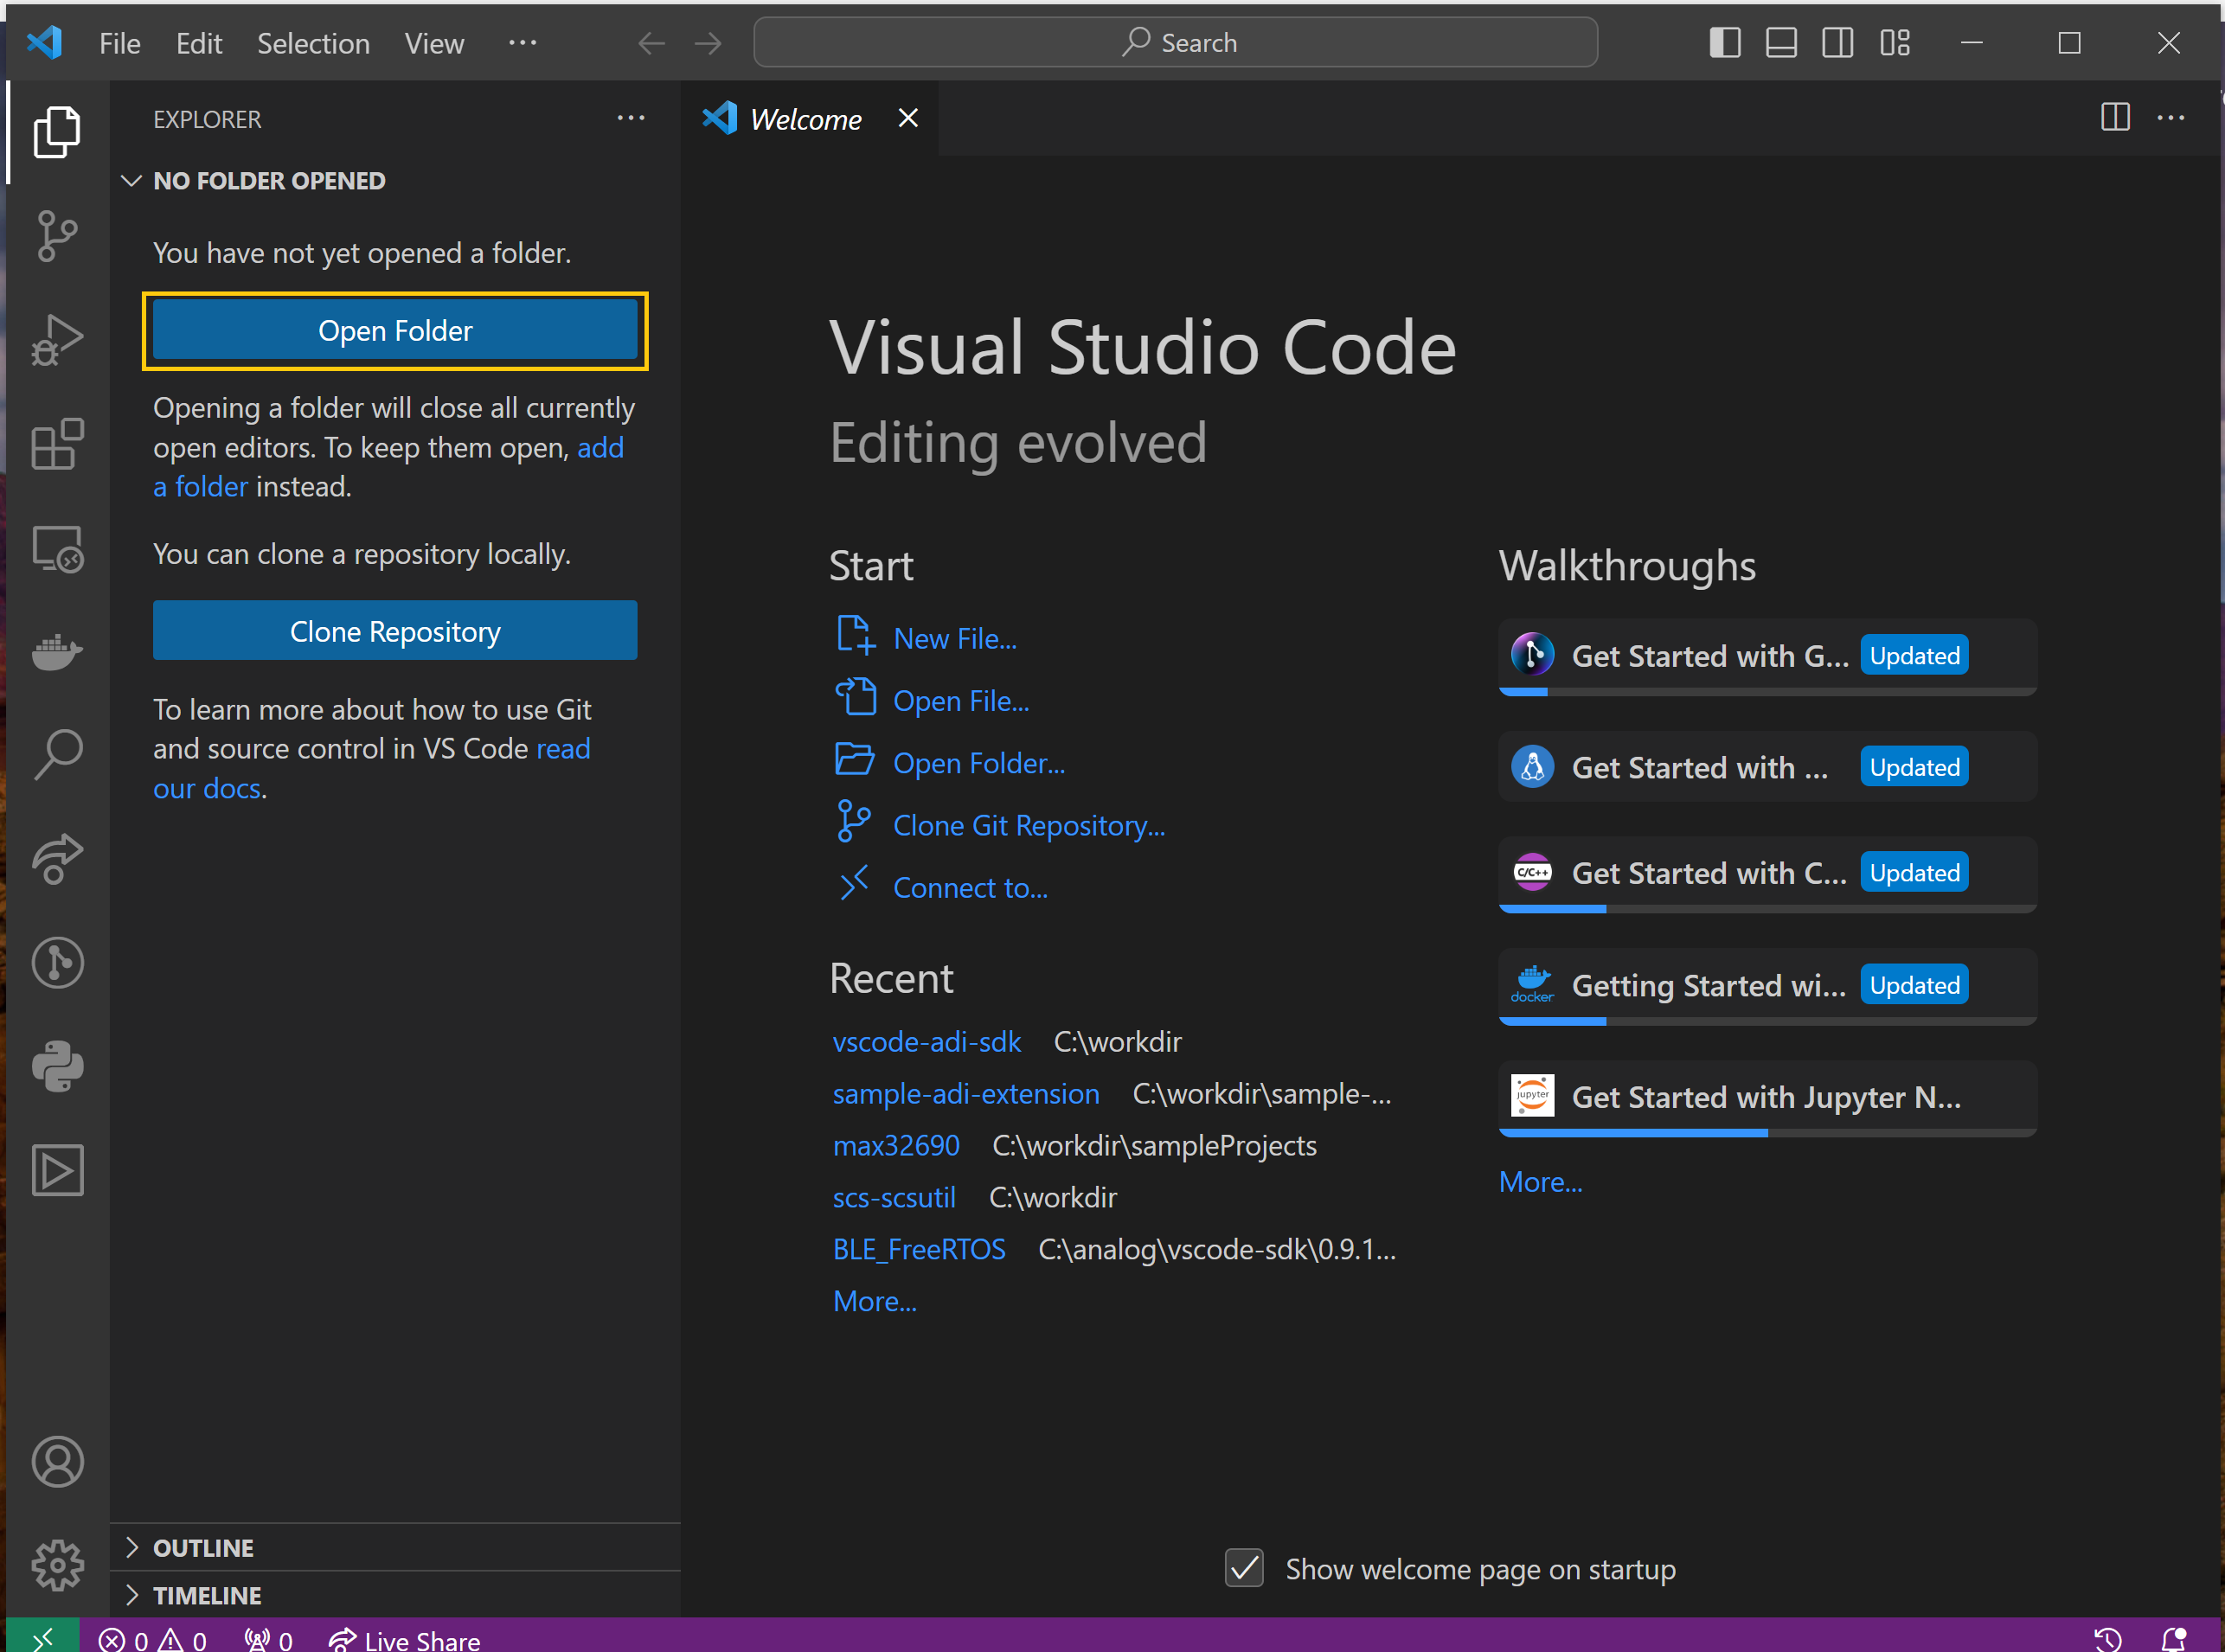 File Edit Selection View ··· Search
EXPLORER ···
NO FOLDER OPENED
You have not yet opened a folder.
Open Folder
Opening a folder will close all currently
open editors. To keep them open, add
a folder instead.
You can clone a repository locally.
Clone Repository
To learn more about how to use Git
and source control in VS Code read
our docs.
OUTLINE
TIMELINE
Welcome
Visual Studio Code
Editing evolved
Start
New File...
Open File...
Open Folder...
Clone Git Repository...
Connect to...
Recent
vscode-adi-sdk C:\workdir
sample-adi-extension C:\workdir\sample-...
max32690 C:\workdir\sampleProjects
scs-scsutil C:\workdir
BLE_FreeRTOS C:\analog\vscode-sdk\0.9.1...
More...
Walkthroughs
Get Started with G... Updated
Get Started with ... Updated
C/C++ Get Started with C... Updated
docker Getting Started wi... Updated
jupyter Get Started with Jupyter N...
More...
Show welcome page on startup
0 0 0 Live Share